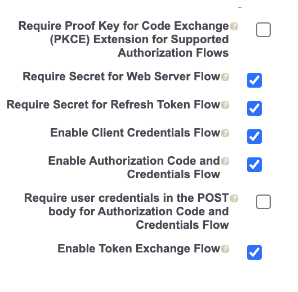 Require Proof Key for Code Exchange
(PKCE) Extension for Supported
Authorization Flows
Require Secret for Web Server Flow
Require Secret for Refresh Token Flow
Enable Client Credentials Flow
Enable Authorization Code and
Credentials Flow
Require user credentials in the POST
body for Authorization Code and
Credentials Flow
Enable Token Exchange Flow